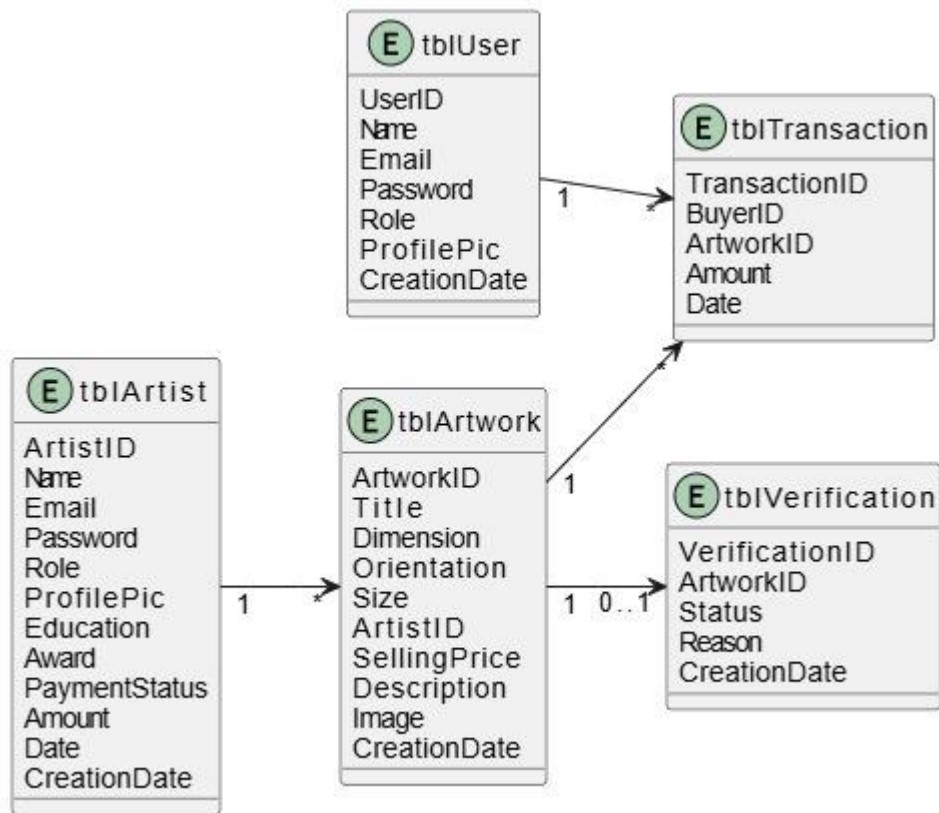 E tblUser
UserID
Name
Email
Password
Role
ProfilePic
CreationDate
1
*
E tblTransaction
TransactionID
BuyerID
ArtworkID
Amount
Date
E tblArtist
ArtistID
Name
Email
Password
Role
ProfilePic
Education
Award
PaymentStatus
Amount
Date
CreationDate
1
*
E tblArtwork
ArtworkID
Title
Dimension
Orientation
Size
ArtistID
SellingPrice
Description
Image
CreationDate
1
*
1
0..1
E tblVerification
VerificationID
ArtworkID
Status
Reason
CreationDate